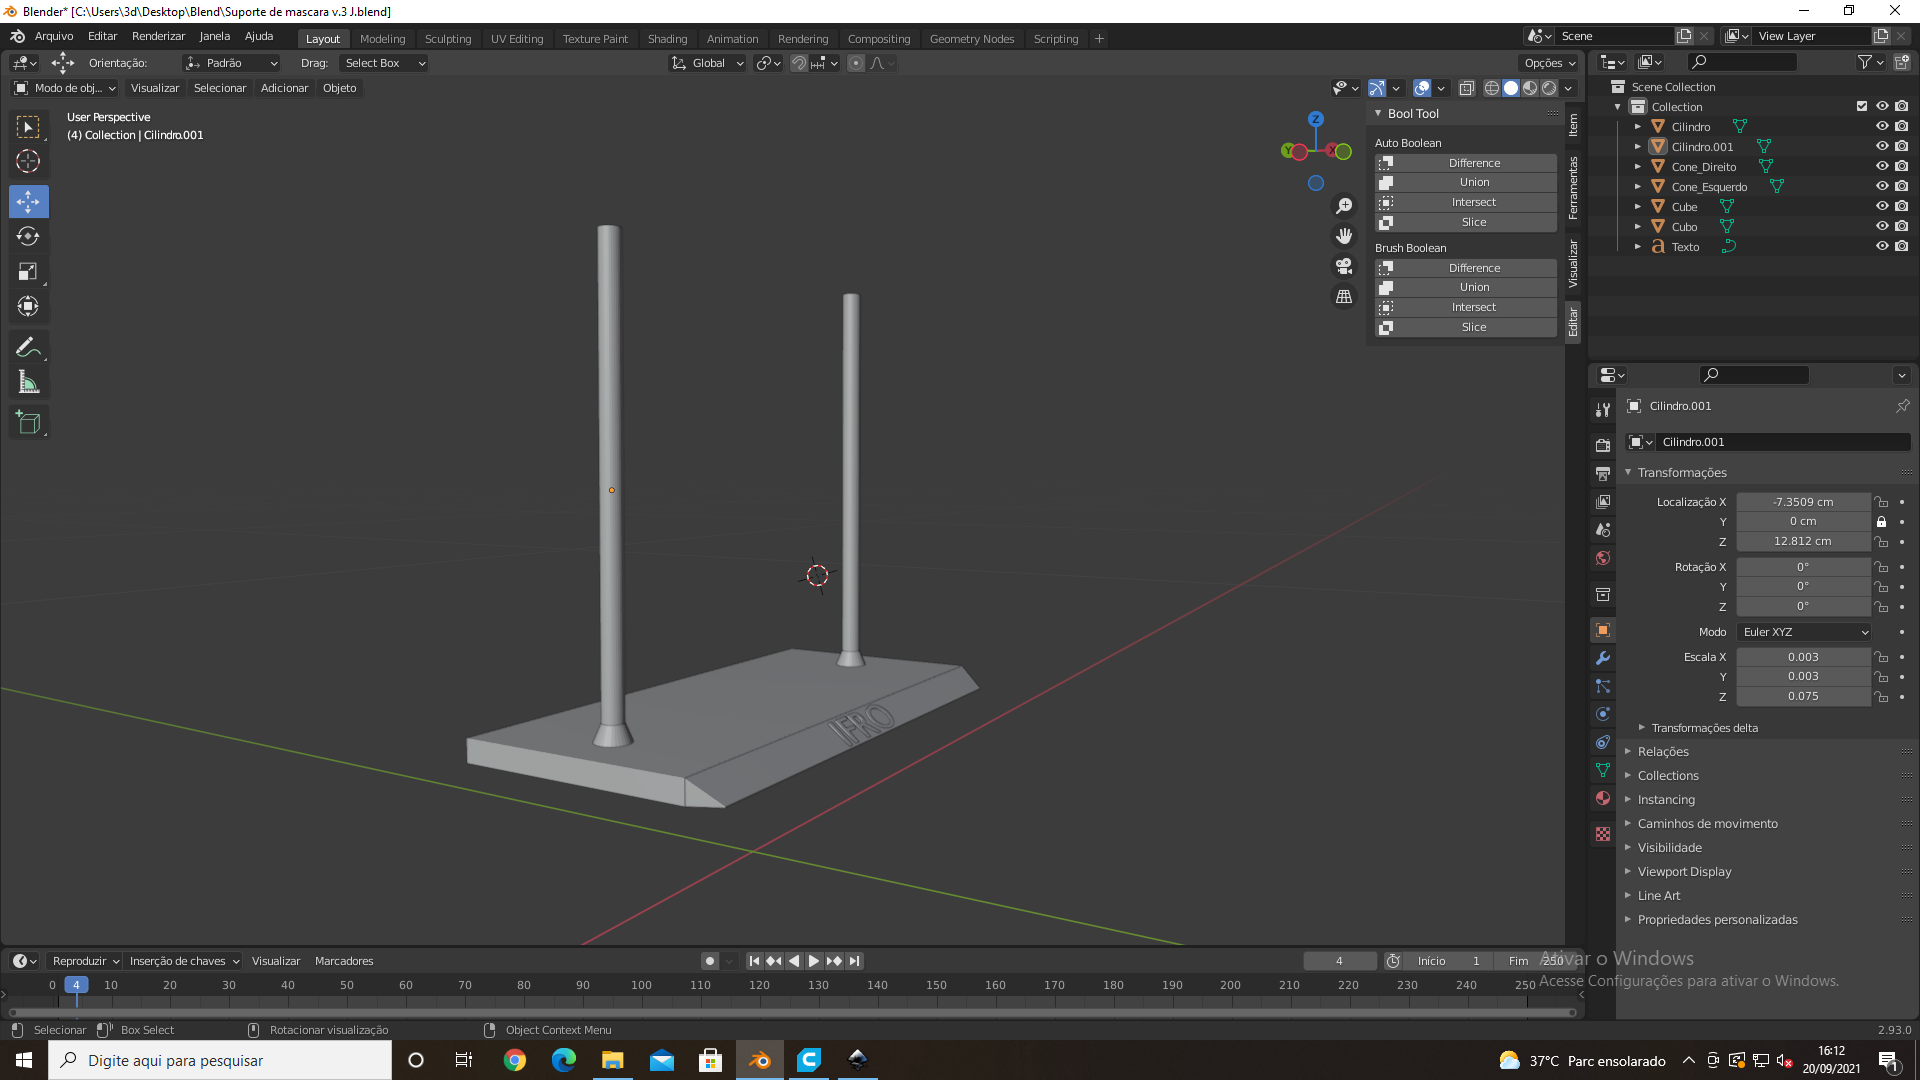 Blender* [C:\Users\3d\Desktop\Blend\Suporte de mascara v.3 J.blend]
Arquivo Editar Renderizar Janela Ajuda Layout Modeling Sculpting UV Editing Texture Paint Shading Animation Rendering Compositing Geometry Nodes Scripting + Scene View Layer
Orientação: Padrão Drag: Select Box Global Opções
Modo de obj... Visualizar Selecionar Adicionar Objeto
User Perspective
(4) Collection | Cilindro.001
Z
Y
X
Bool Tool
Auto Boolean
Difference
Union
Intersect
Slice
Brush Boolean
Difference
Union
Intersect
Slice
Item
Ferramentas
Visualizar
Editar
IFRO
Scene Collection
Collection
Cilindro
Cilindro.001
Cone_Direito
Cone_Esquerdo
Cube
Cubo
Texto
Cilindro.001
Cilindro.001
Transformações
Localização X -7.3509 cm
Y 0 cm
Z 12.812 cm
Rotação X 0°
Y 0°
Z 0°
Modo Euler XYZ
Escala X 0.003
Y 0.003
Z 0.075
Transformações delta
Relações
Collections
Instancing
Caminhos de movimento
Visibilidade
Viewport Display
Line Art
Propriedades personalizadas
Ativar o Windows
Acesse Configurações para ativar o Windows.
Reproduzir Inserção de chaves Visualizar Marcadores 4 Início 1 Fim 250
0 4 10 20 30 40 50 60 70 80 90 100 110 120 130 140 150 160 170 180 190 200 210 220 230 240 250
Selecionar Box Select Rotacionar visualização Object Context Menu 2.93.0
Digite aqui para pesquisar 37°C Parc ensolarado 16:12
20/09/2021
1